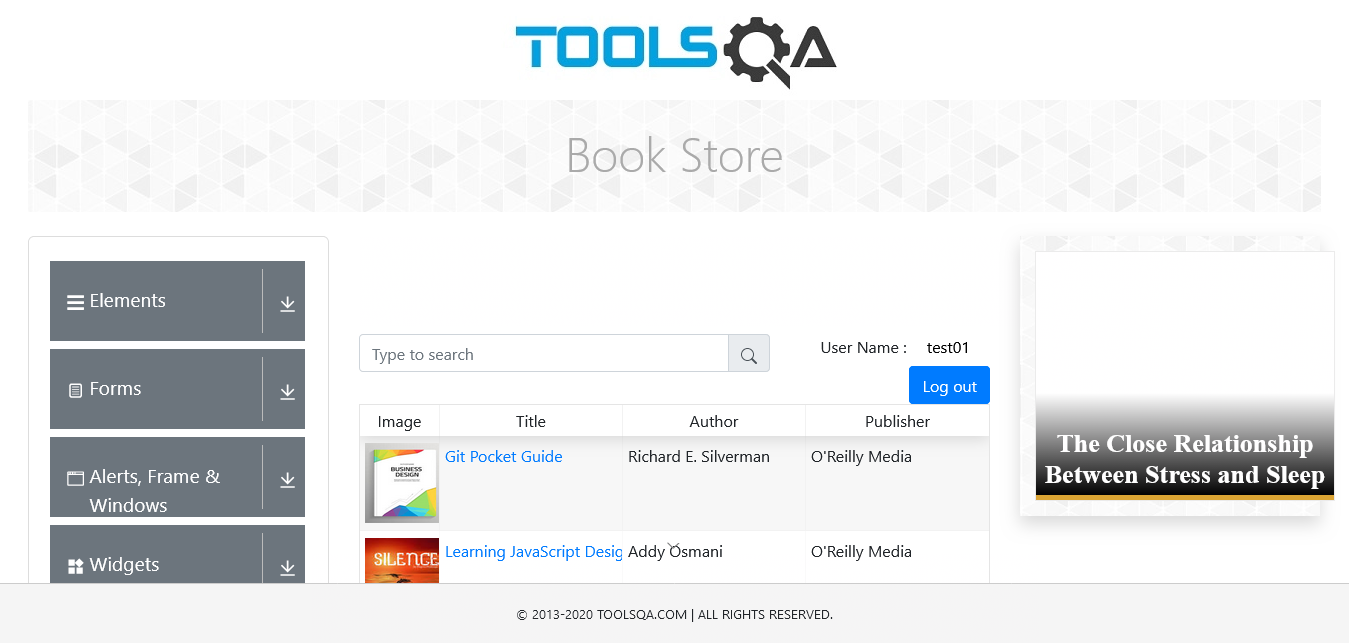 TOOLSQA
Book Store
Elements
Forms
Alerts, Frame &
Windows
Widgets
Type to search
User Name :
test01
Log out
Image
Title
Author
Publisher
BUSINESS
DESIGN
Git Pocket Guide
Richard E. Silverman
O'Reilly Media
SILENCE
Learning JavaScript Desig
Addy Osmani
O'Reilly Media
The Close Relationship
Between Stress and Sleep
© 2013-2020 TOOLSQA.COM | ALL RIGHTS RESERVED.